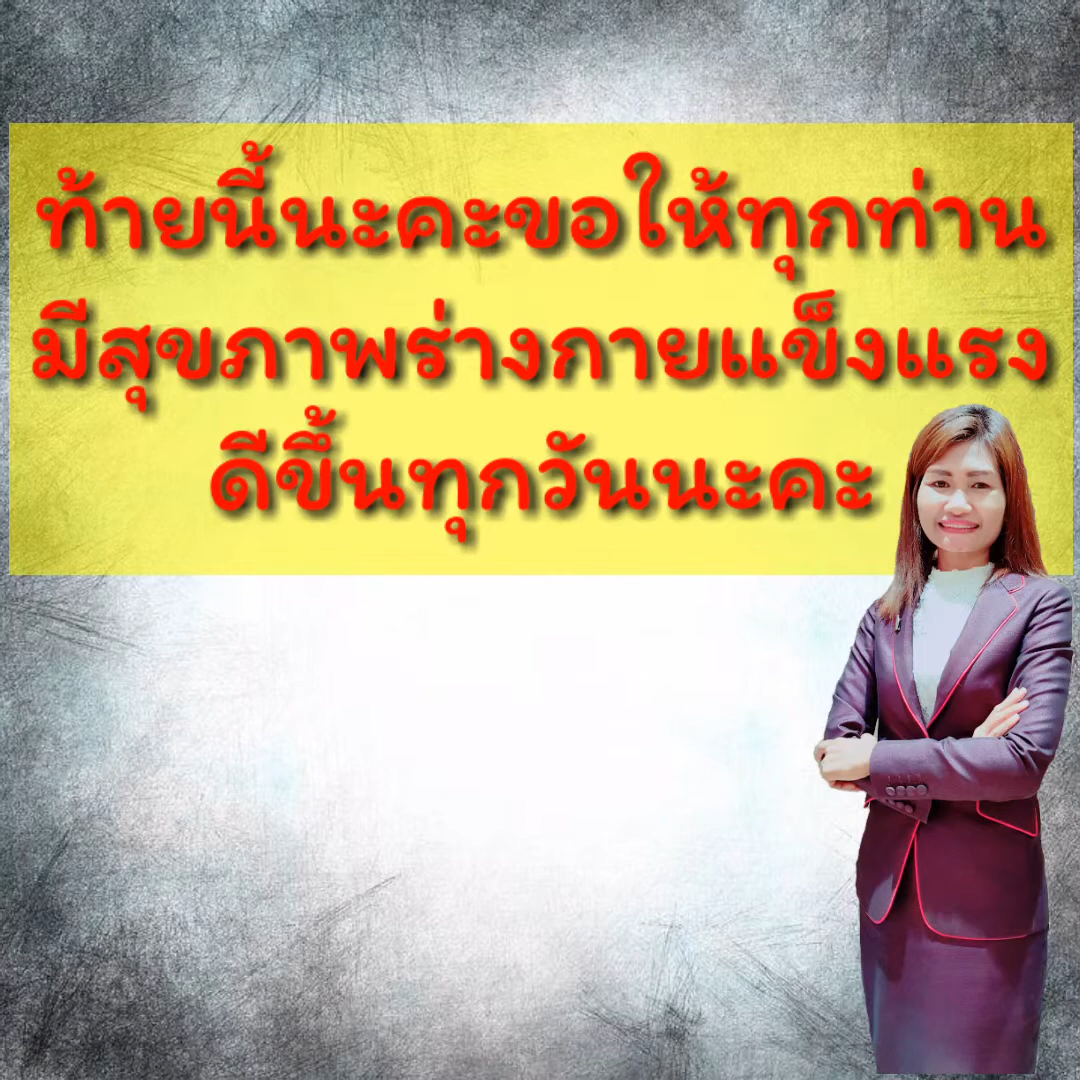 ท้ายนี้นะคะขอให้ทุกท่าน
มีสุขภาพร่างกายแข็งแรง
ดีขึ้นทุกวันนะคะ